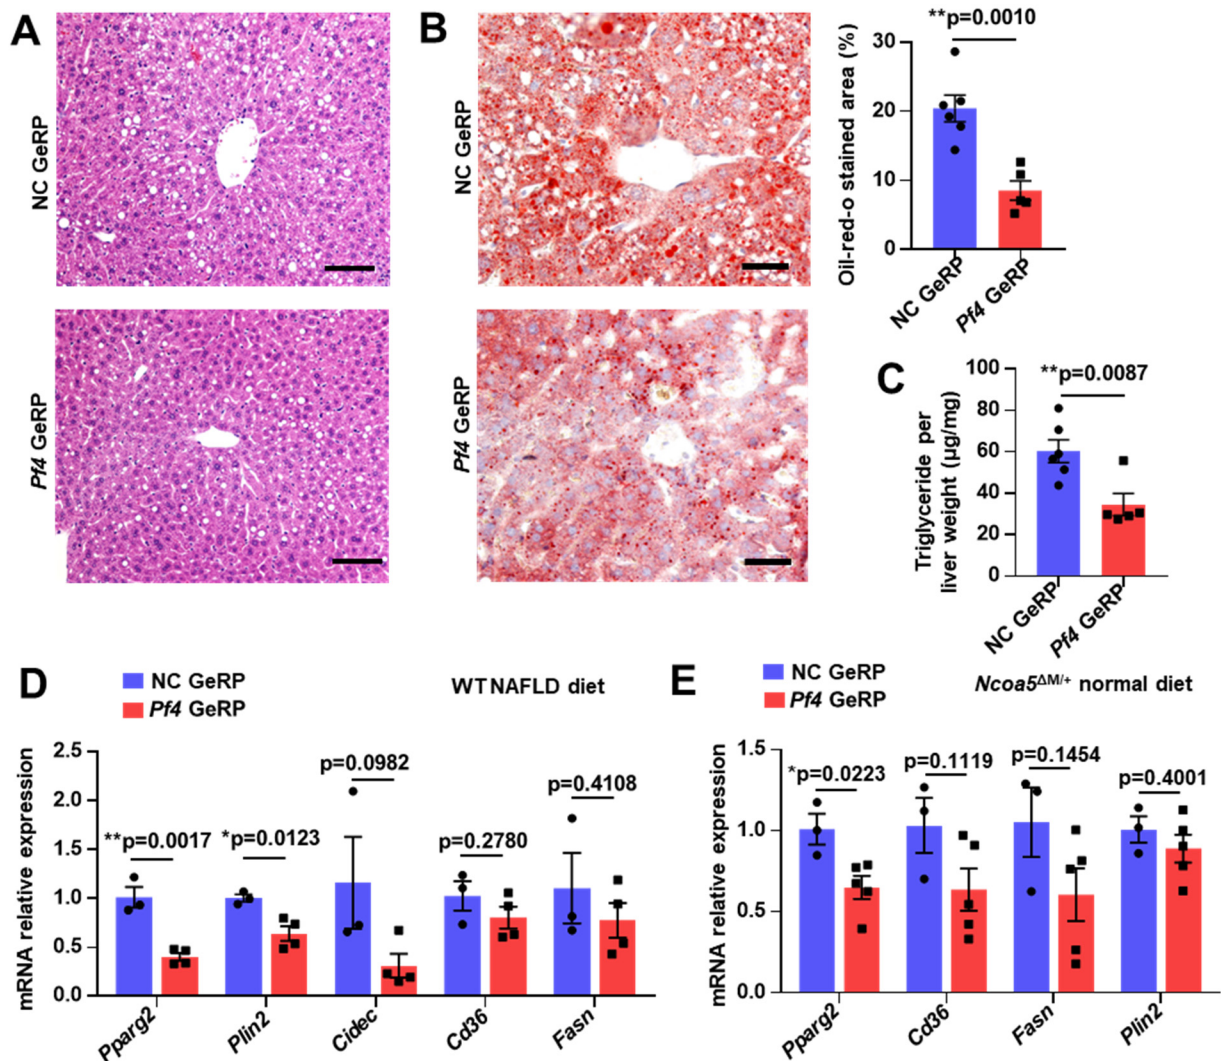 A
NC GeRP
Pf4 GeRP
B
NC GeRP
Pf4 GeRP
**p=0.0010
Oil-red-o stained area (%)
30
20
10
0
NC GeRP
Pf4 GeRP
C
**p=0.0087
Triglyceride per
liver weight (μg/mg)
100
80
60
40
20
0
NC GeRP
Pf4 GeRP
D
NC GeRP
Pf4 GeRP
WT NAFLD diet
mRNA relative expression
2.5
2.0
1.5
1.0
0.5
0.0
**p=0.0017
*p=0.0123
p=0.0982
p=0.2780
p=0.4108
Pparg2
Plin2
Cidec
Cd36
Fasn
E
NC GeRP
Pf4 GeRP
Ncoa5ΔM/+ normal diet
mRNA relative expression
1.5
1.0
0.5
0.0
*p=0.0223
p=0.1119
p=0.1454
p=0.4001
Pparg2
Cd36
Fasn
Plin2